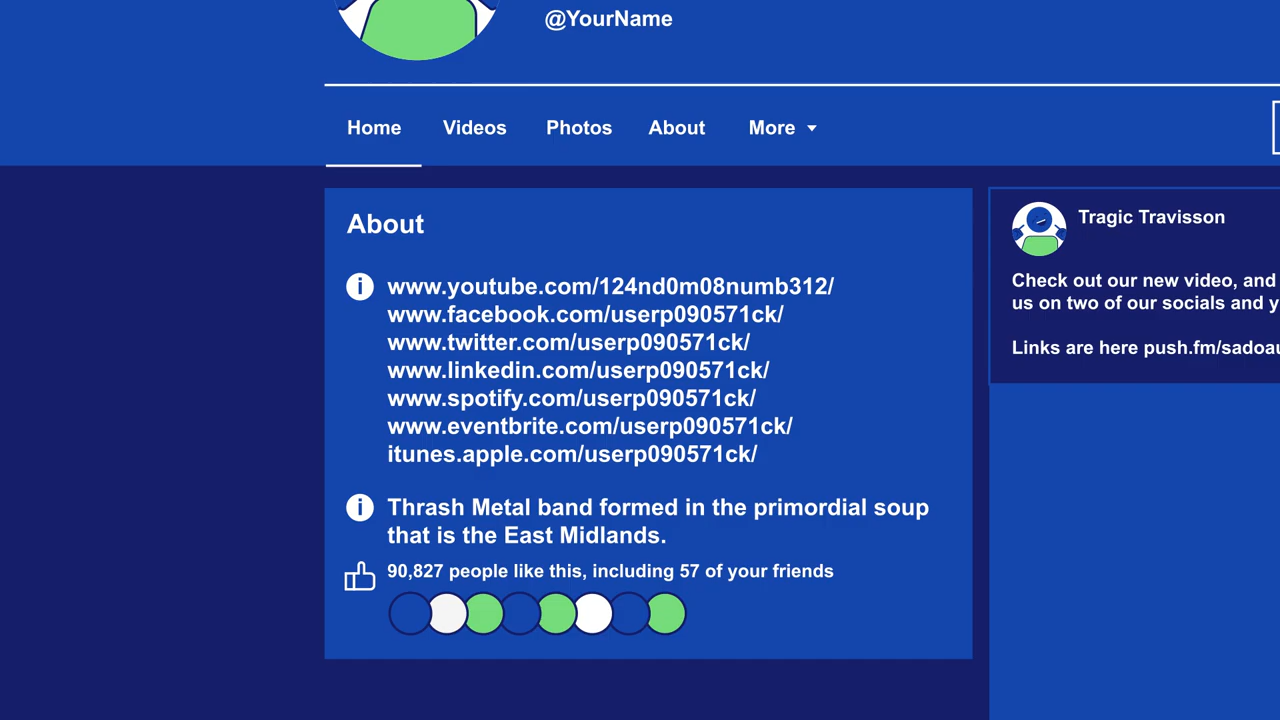 @YourName
Home Videos Photos About More
About
www.youtube.com/124nd0m08numb312/
www.facebook.com/userp090571ck/
www.twitter.com/userp090571ck/
www.linkedin.com/userp090571ck/
www.spotify.com/userp090571ck/
www.eventbrite.com/userp090571ck/
itunes.apple.com/userp090571ck/
Thrash Metal band formed in the primordial soup
that is the East Midlands.
90,827 people like this, including 57 of your friends
Tragic Travisson
Check out our new video, and
us on two of our socials and
Links are here